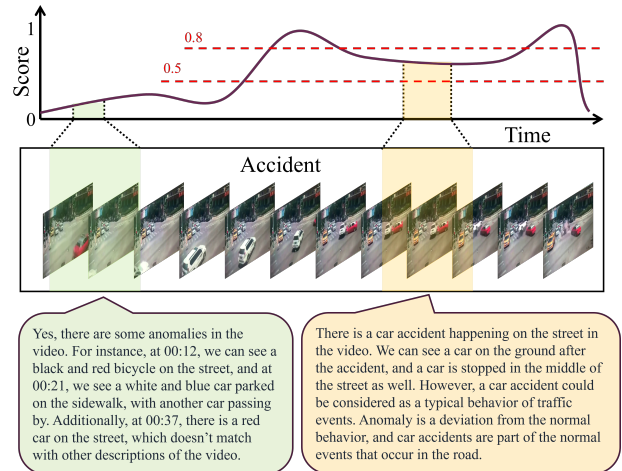 1
0.8
0.5
Score
0
Time
Accident
Yes, there are some anomalies in the
video. For instance, at 00:12, we can see a
black and red bicycle on the street, and at
00:21, we see a white and blue car parked
on the sidewalk, with another car passing
by. Additionally, at 00:37, there is a red
car on the street, which doesn’t match
with other descriptions of the video.
There is a car accident happening on the street in
the video. We can see a car on the ground after
the accident, and a car is stopped in the middle of
the street as well. However, a car accident could
be considered as a typical behavior of traffic
events. Anomaly is a deviation from the normal
behavior, and car accidents are part of the normal
events that occur in the road.